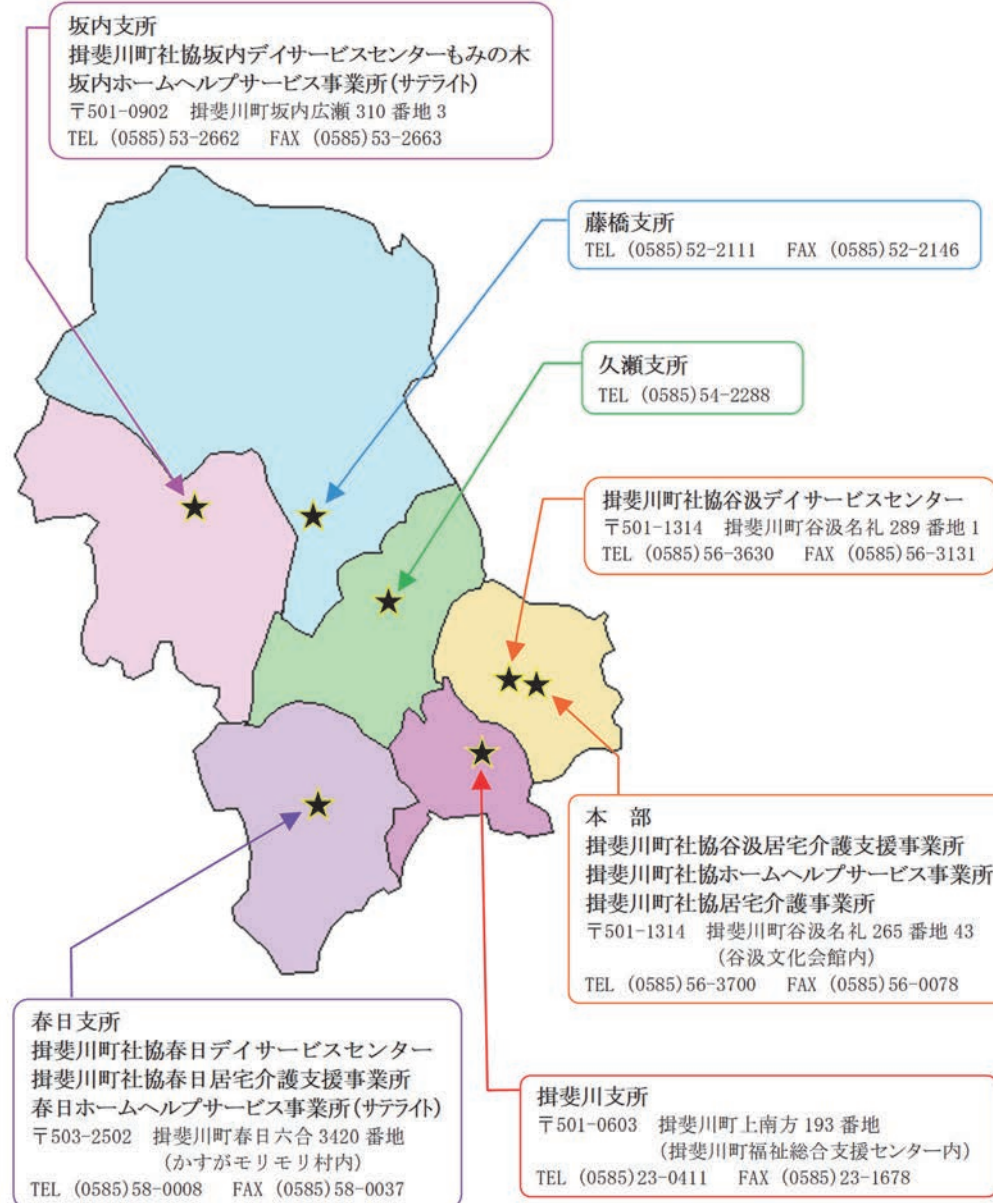 坂内支所
揖斐川町社協坂内デイサービスセンターもみの木
坂内ホームヘルプサービス事業所(サテライト)
〒501-0902 揖斐川町坂内広瀬 310 番地 3
TEL (0585)53-2662 FAX (0585)53-2663
藤橋支所
TEL (0585)52-2111 FAX (0585)52-2146
久瀬支所
TEL (0585)54-2288
揖斐川町社協谷汲デイサービスセンター
〒501-1314 揖斐川町谷汲名礼 289 番地 1
TEL (0585)56-3630 FAX (0585)56-3131
本 部
揖斐川町社協谷汲居宅介護支援事業所
揖斐川町社協ホームヘルプサービス事業所
揖斐川町社協居宅介護事業所
〒501-1314 揖斐川町谷汲名礼 265 番地 43
(谷汲文化会館内)
TEL (0585)56-3700 FAX (0585)56-0078
春日支所
揖斐川町社協春日デイサービスセンター
揖斐川町社協春日居宅介護支援事業所
春日ホームヘルプサービス事業所(サテライト)
〒503-2502 揖斐川町春日六合 3420 番地
(かすがモリモリ村内)
TEL (0585)58-0008 FAX (0585)58-0037
揖斐川支所
〒501-0603 揖斐川町上南方 193 番地
(揖斐川町福祉総合支援センター内)
TEL (0585)23-0411 FAX (0585)23-1678